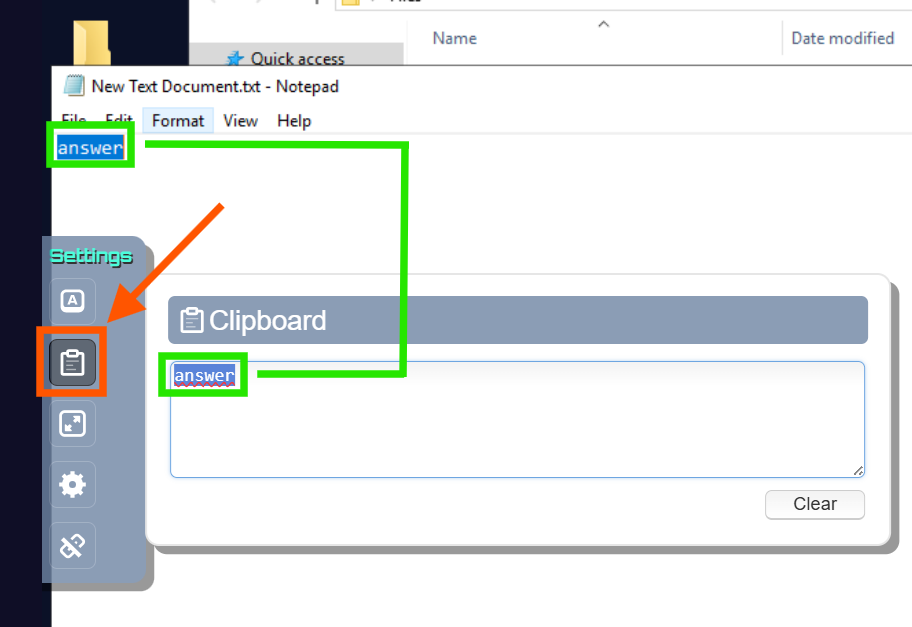 Name
Date modified
Quick access
New Text Document.txt - Notepad
File Edit Format View Help
answer
Settings
A
Clipboard
answer
Clear